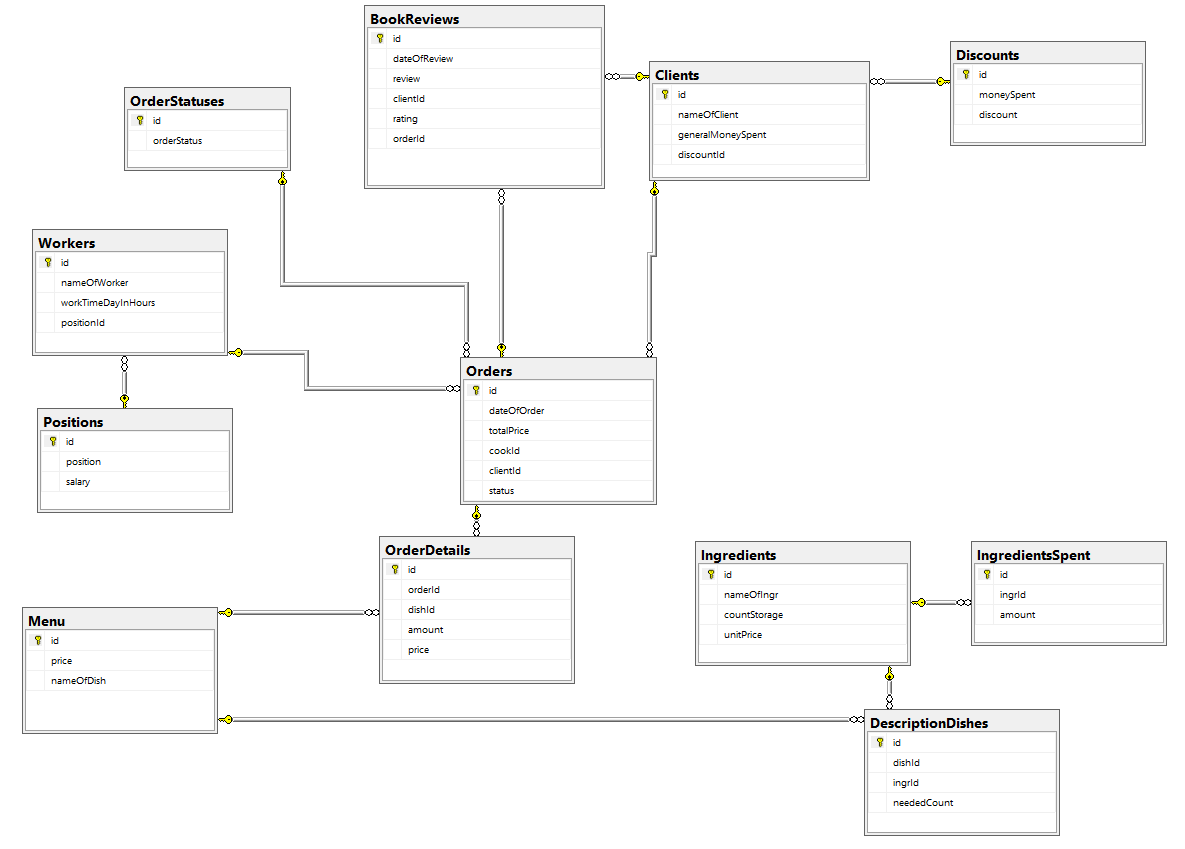 BookReviews
id
dateOfReview
review
clientId
rating
orderId
Clients
id
nameOfClient
generalMoneySpent
discountId
Discounts
id
moneySpent
discount
OrderStatuses
id
orderStatus
Workers
id
nameOfWorker
workTimeDayInHours
positionId
Positions
id
position
salary
Orders
id
dateOfOrder
totalPrice
cookId
clientId
status
OrderDetails
id
orderId
dishId
amount
price
Menu
id
price
nameOfDish
Ingredients
id
nameOfIngr
countStorage
unitPrice
IngredientsSpent
id
ingrId
amount
DescriptionDishes
id
dishId
ingrId
neededCount